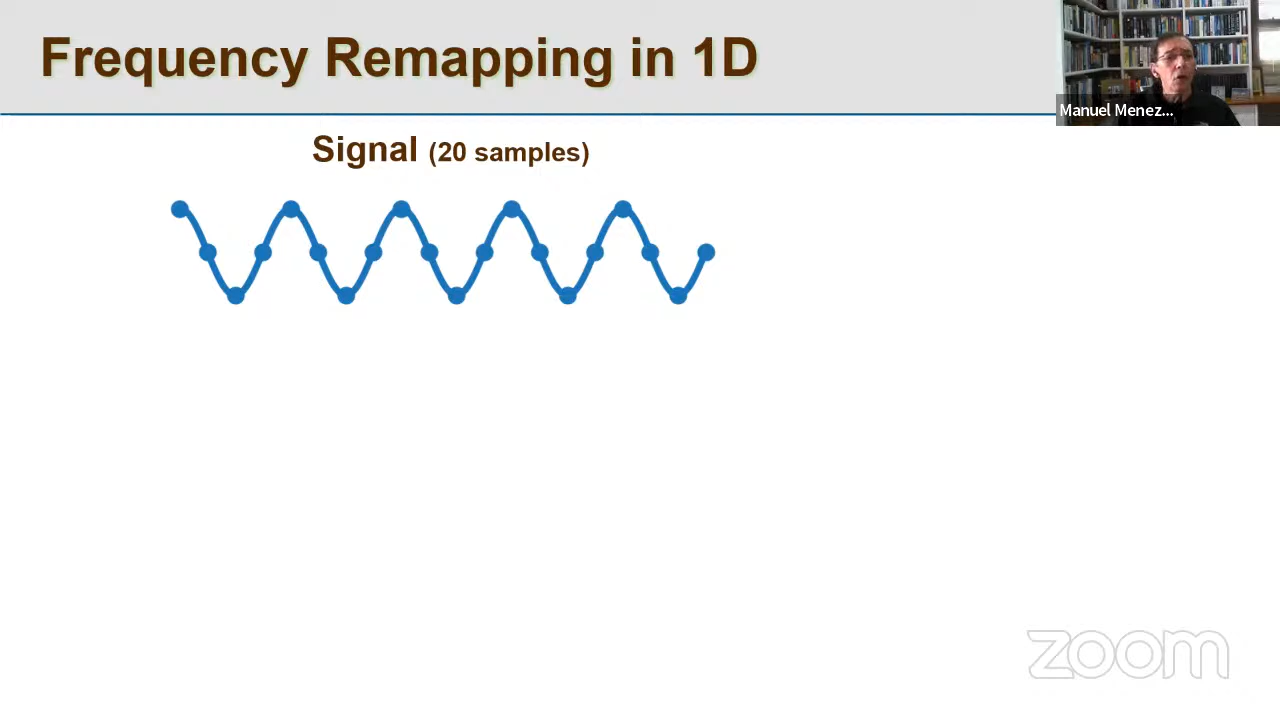 Frequency Remapping in 1D
Manuel Menez...
Signal (20 samples)
zoom